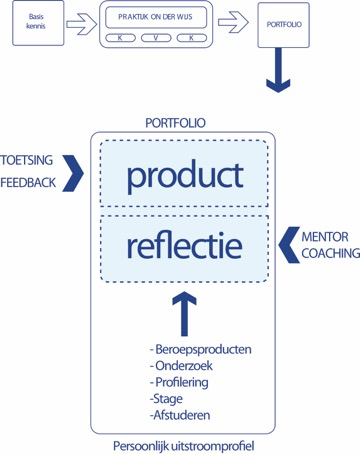 Basis
kennis
PRAKTIJK ONDERWIJS
K V K
PORTFOLIO
PORTFOLIO
TOETSING
FEEDBACK
product
reflectie
MENTOR
COACHING
- Beroepsproducten
- Onderzoek
- Profilering
-Stage
-Afstuderen
Persoonlijk uitstroomprofiel